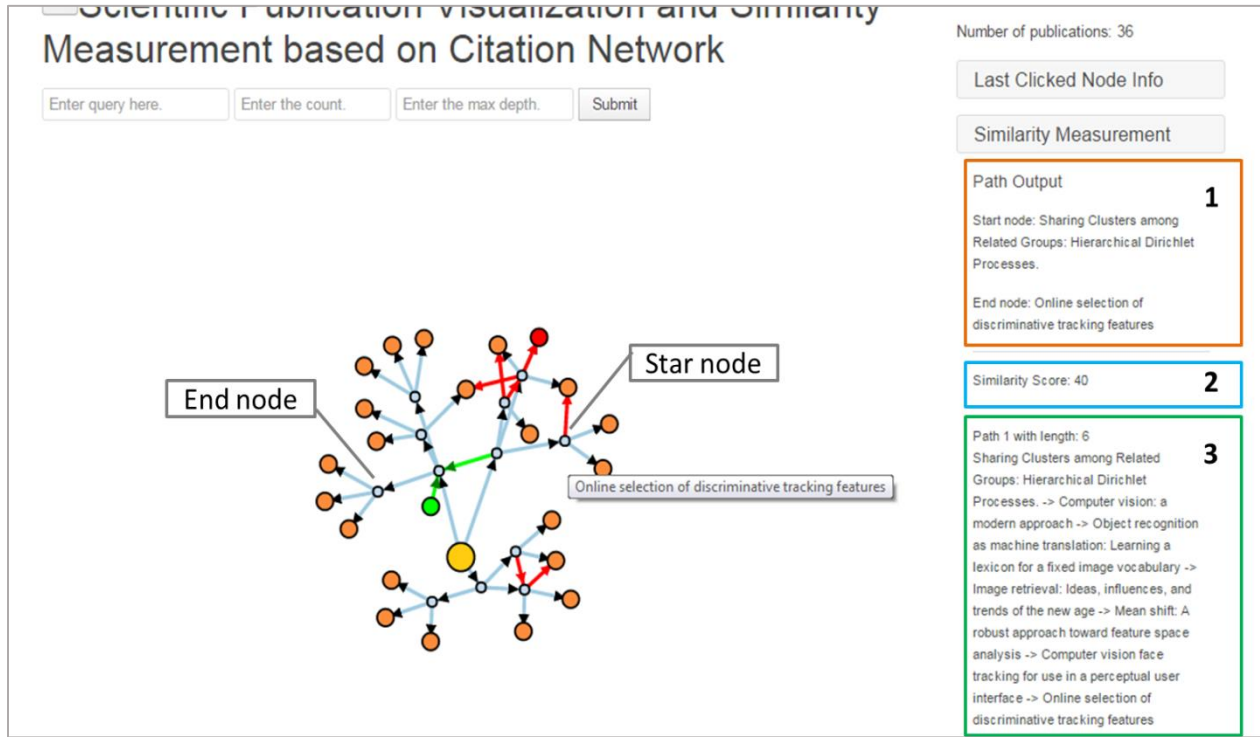 Scientific Publication Visualization and Similarity
Measurement based on Citation Network
Enter query here.
Enter the count.
Enter the max depth.
Submit
End node
Star node
Online selection of discriminative tracking features
Number of publications: 36
Last Clicked Node Info
Similarity Measurement
Path Output
1
Start node: Sharing Clusters among
Related Groups: Hierarchical Dirichlet
Processes.
End node: Online selection of
discriminative tracking features
Similarity Score: 40
2
Path 1 with length: 6
3
Sharing Clusters among Related
Groups: Hierarchical Dirichlet
Processes. -> Computer vision: a
modern approach -> Object recognition
as machine translation: Learning a
lexicon for a fixed image vocabulary ->
Image retrieval: Ideas, influences, and
trends of the new age -> Mean shift: A
robust approach toward feature space
analysis -> Computer vision face
tracking for use in a perceptual user
interface -> Online selection of
discriminative tracking features